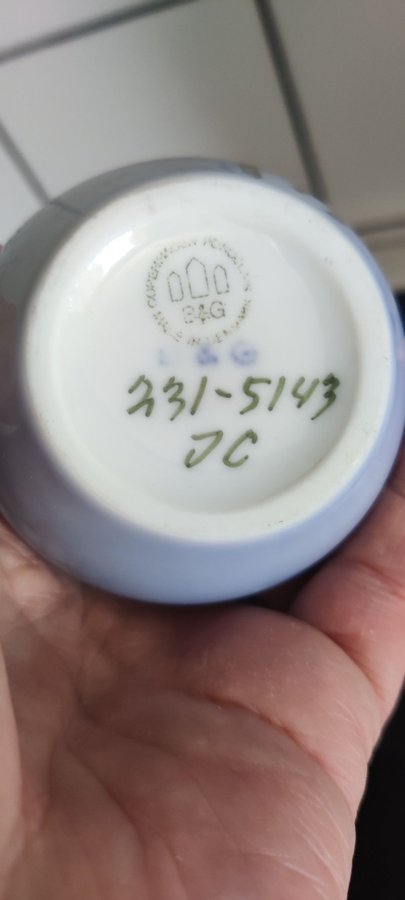 COPENHAGEN PORCELAIN
B&G
MADE IN DENMARK
B & G
231-5143
JC